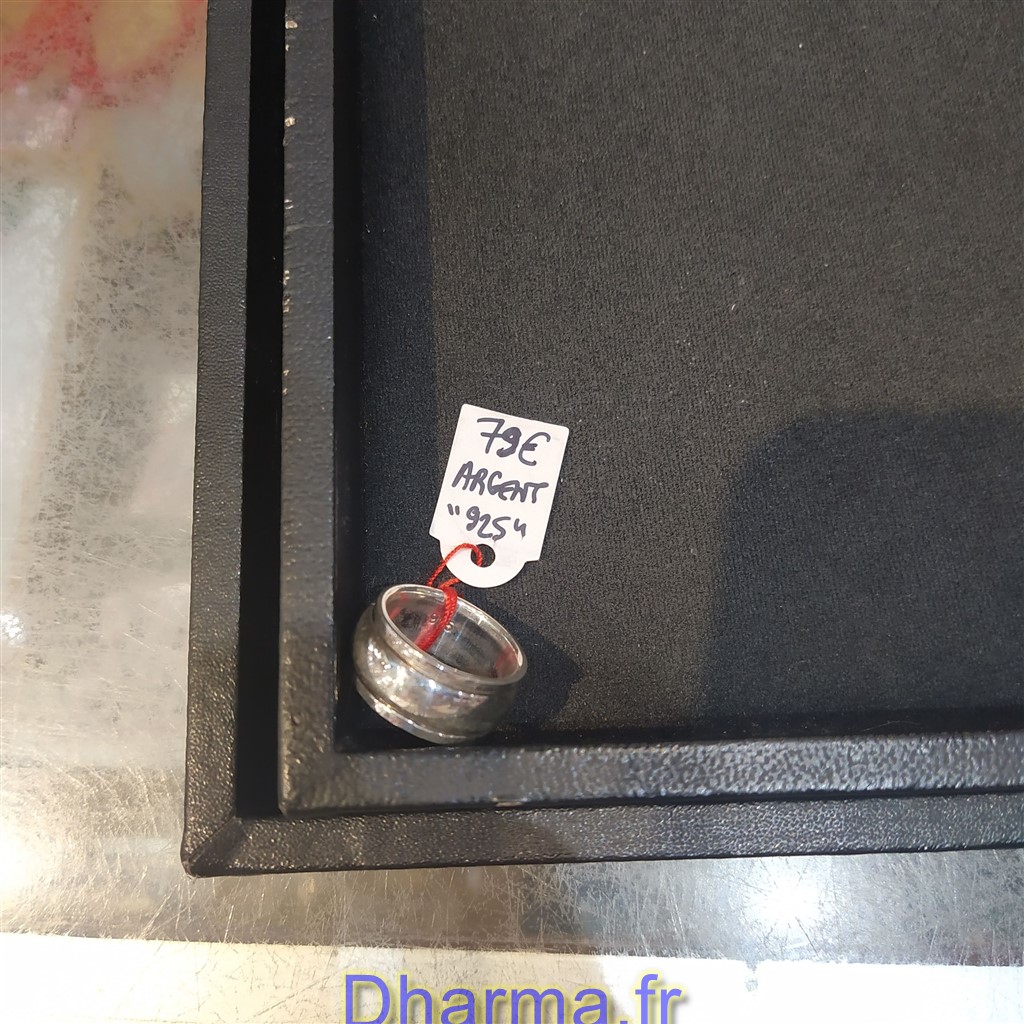 79€
ARGENT
"925"
Dharma.fr